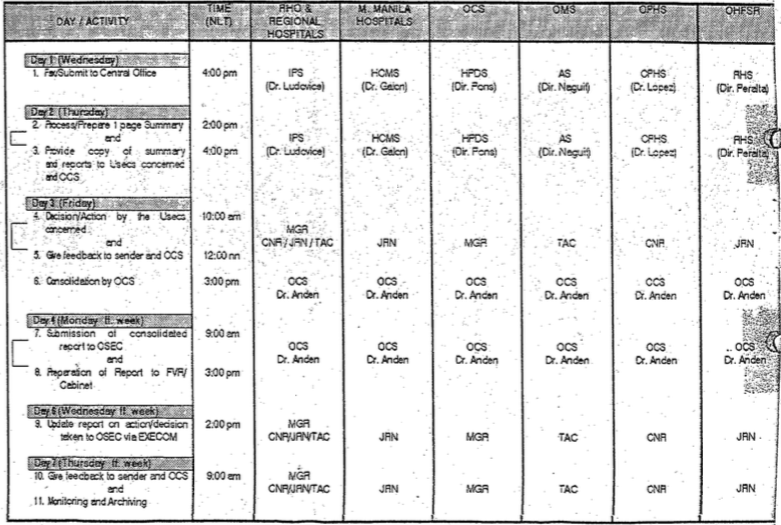 DAY / ACTIVITY
TIME
(NLT)
RHO &
REGIONAL
HOSPITALS
M. MANILA
HOSPITALS
OCS
OMS
OPHS
OHFSR
Day 1 (Wednesday)
1. Fax/Submit to Central Office
4:00 pm
IPS
(Dr. Ludovice)
HOMS
(Dr. Galon)
HPDS
(Dir. Pons)
AS
(Dir. Naguit)
CPHS
(Dr. Lopez)
RHS
(Dir. Peralta)
Day 2 (Thursday)
2. Process/Prepare 1 page Summary
and
3. Provide copy of summary
and reports to Usecs concerned
and OCS
2:00 pm
4:00 pm
IPS
(Dr. Ludovice)
HOMS
(Dr. Galon)
HPDS
(Dir. Pons)
AS
(Dir. Naguit)
CPHS
(Dr. Lopez)
RHS
(Dir. Peralta)
Day 3 (Friday)
4. Decision/Action by the Usecs
concerned
and
5. Give feedback to sender and OCS
10:00 am
12:00 nn
MGR
CNR / JRN / TAC
JRN
MGR
TAC
CNR
JRN
6. Consolidation by OCS
3:00 pm
OCS
Dr. Anden
OCS
Dr. Anden
OCS
Dr. Anden
OCS
Dr. Anden
OCS
Dr. Anden
OCS
Dr. Anden
Day 4 (Monday ff. week)
7. Submission of consolidated
report to OSEC
and
8. Preparation of Report to FVR/
Cabinet
9:00 am
3:00 pm
OCS
Dr. Anden
OCS
Dr. Anden
OCS
Dr. Anden
OCS
Dr. Anden
OCS
Dr. Anden
OCS
Dr. Anden
Day 6 (Wednesday ff. week)
9. Update report on action/decision
taken to OSEC via EXECOM
2:00 pm
MGR
CNR/JRN/TAC
JRN
MGR
TAC
CNR
JRN
Day 7 (Thursday ff. week)
10. Give feedback to sender and OCS
and
11. Monitoring and Archiving
9:00 am
MGR
CNR/JRN/TAC
JRN
MGR
TAC
CNR
JRN